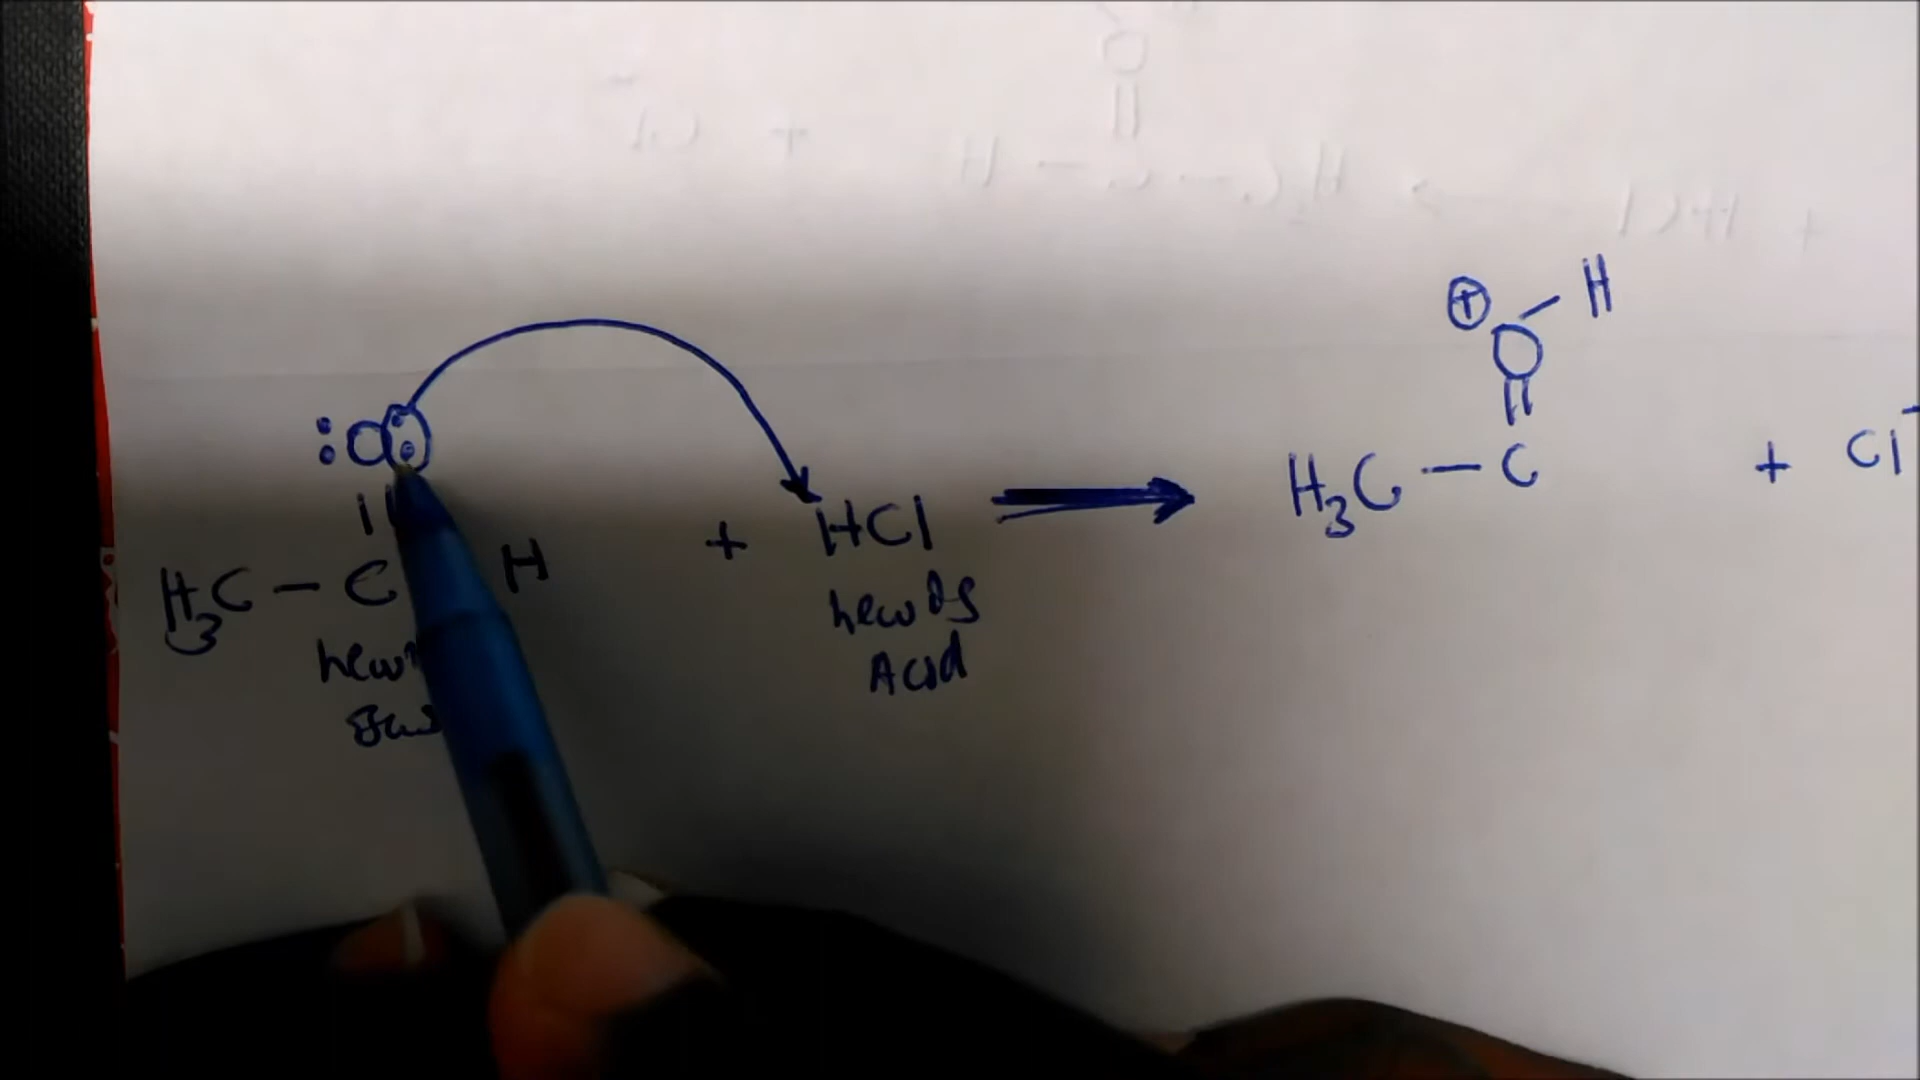 ⊕ O - H
:O:
||
||
H₃C - C H + HCl → H₃C - C + Cl⁻
Lewis
Acid